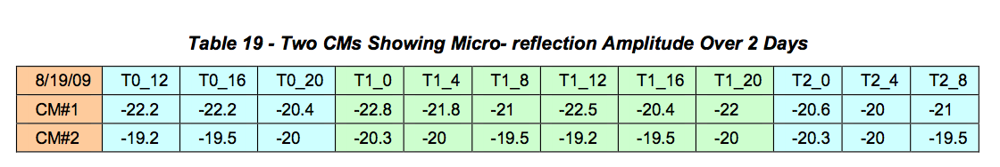 Table 19 - Two CMs Showing Micro- reflection Amplitude Over 2 Days
8/19/09 T0_12 T0_16 T0_20 T1_0 T1_4 T1_8 T1_12 T1_16 T1_20 T2_0 T2_4 T2_8
CM#1 -22.2 -22.2 -20.4 -22.8 -21.8 -21 -22.5 -20.4 -22 -20.6 -20 -21
CM#2 -19.2 -19.5 -20 -20.3 -20 -19.5 -19.2 -19.5 -20 -20.3 -20 -19.5